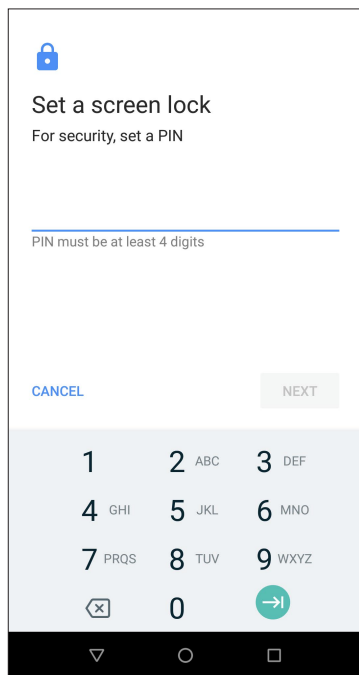 Set a screen lock
For security, set a PIN
PIN must be at least 4 digits
CANCEL NEXT
1 2 ABC 3 DEF
4 GHI 5 JKL 6 MNO
7 PRQS 8 TUV 9 WXYZ
0